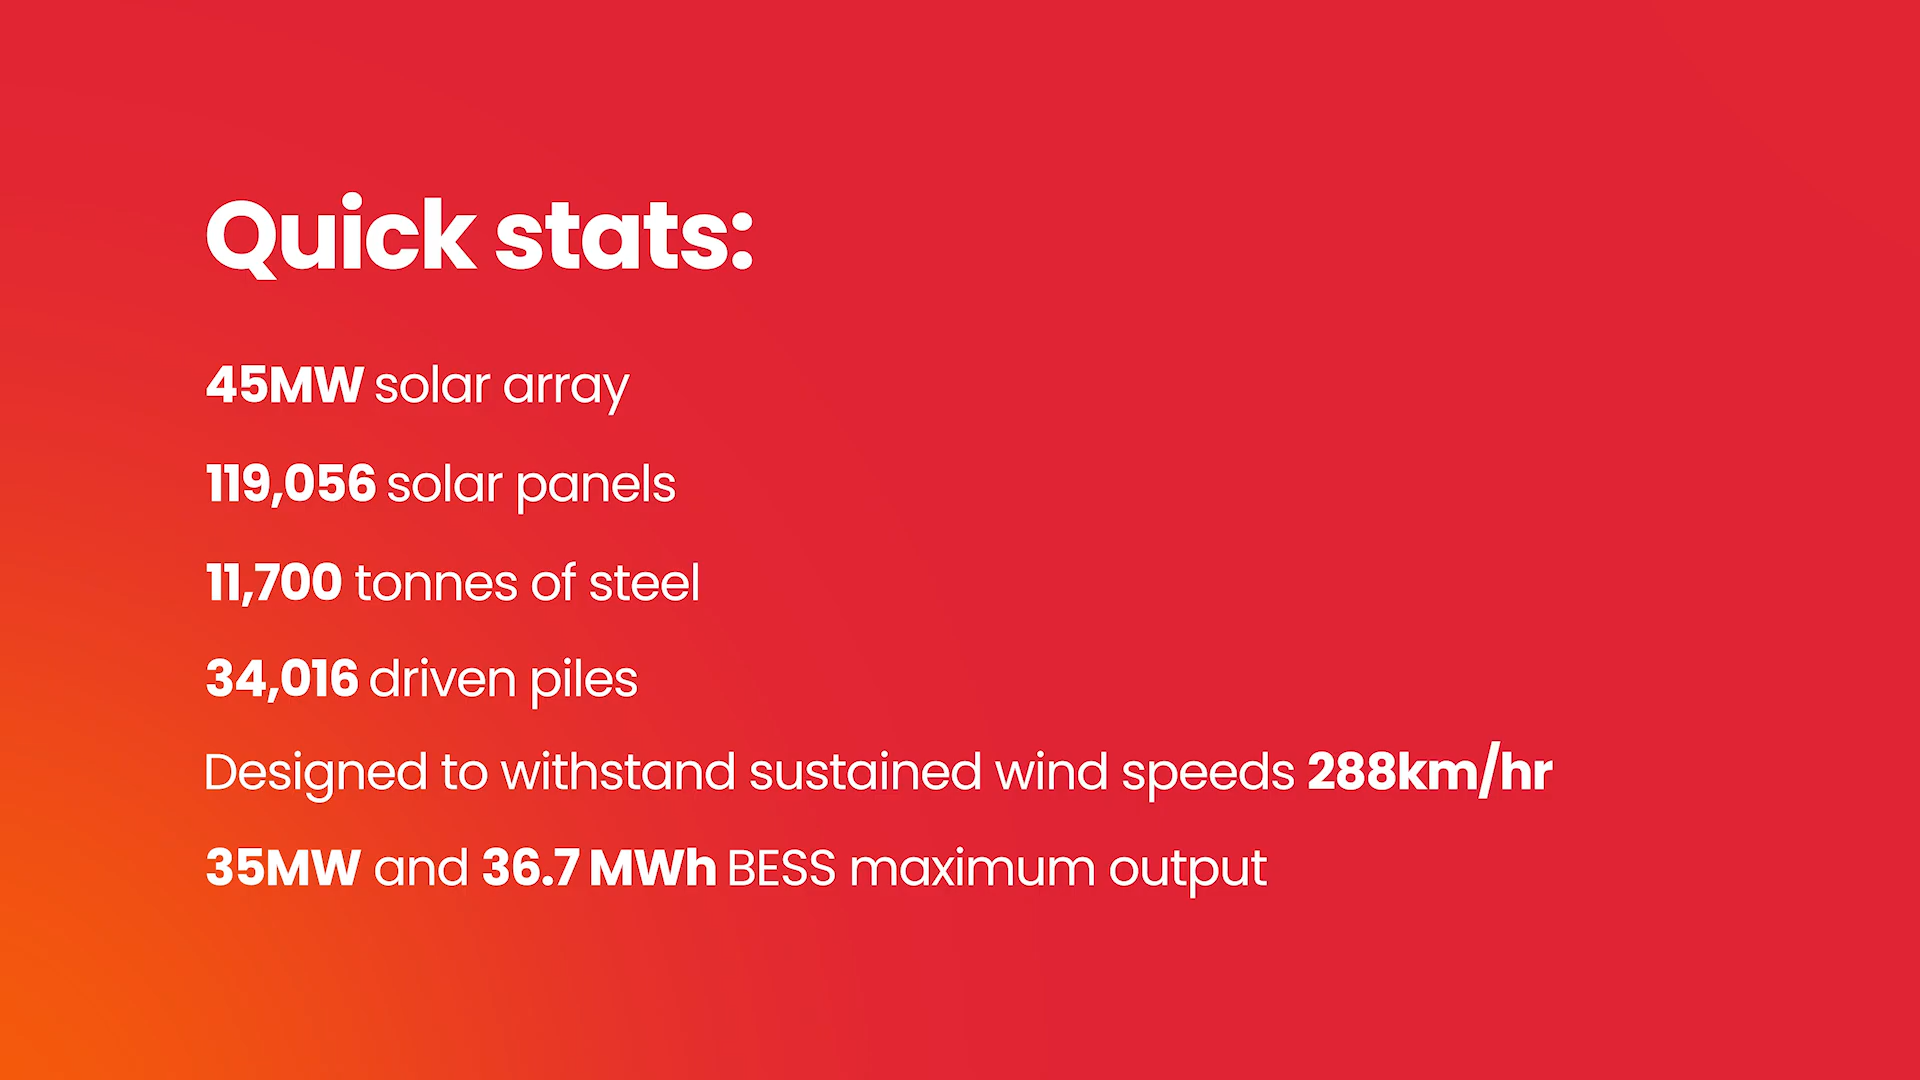 Quick stats:
45MW solar array
119,056 solar panels
11,700 tonnes of steel
34,016 driven piles
Designed to withstand sustained wind speeds 288km/hr
35MW and 36.7 MWh BESS maximum output